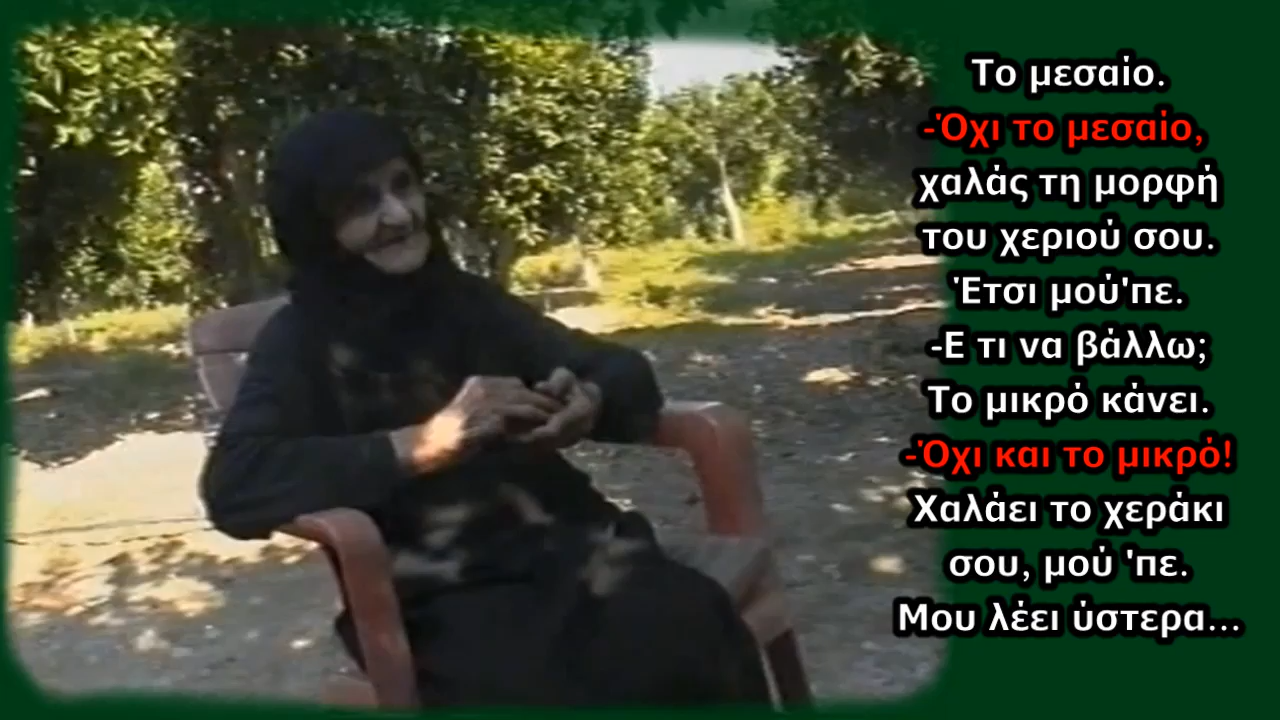 Το μεσαίο.
-Όχι το μεσαίο,
χαλάς τη μορφή
του χεριού σου.
Έτσι μού'πε.
-Ε τι να βάλλω;
Το μικρό κάνει.
-Όχι και το μικρό!
Χαλάει το χεράκι
σου, μού 'πε.
Μου λέει ύστερα...